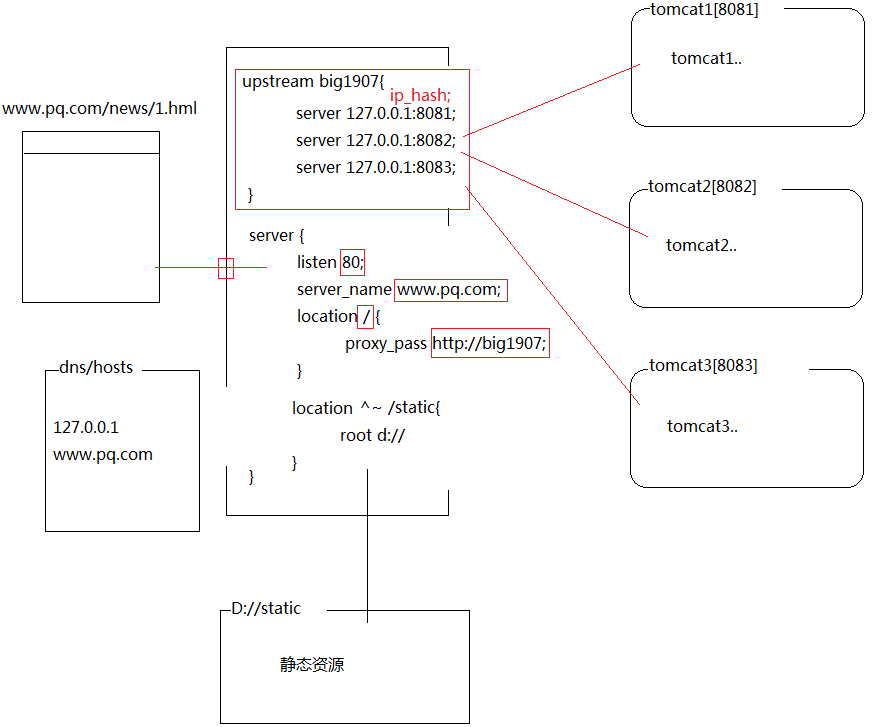 www.pq.com/news/1.hml
dns/hosts
127.0.0.1
www.pq.com
upstream big1907{
ip_hash;
server 127.0.0.1:8081;
server 127.0.0.1:8082;
server 127.0.0.1:8083;
}
server {
listen 80;
server_name www.pq.com;
location / {
proxy_pass http://big1907;
}
location ^~ /static{
root d://
}
}
D://static
静态资源
tomcat1[8081]
tomcat1..
tomcat2[8082]
tomcat2..
tomcat3[8083]
tomcat3..